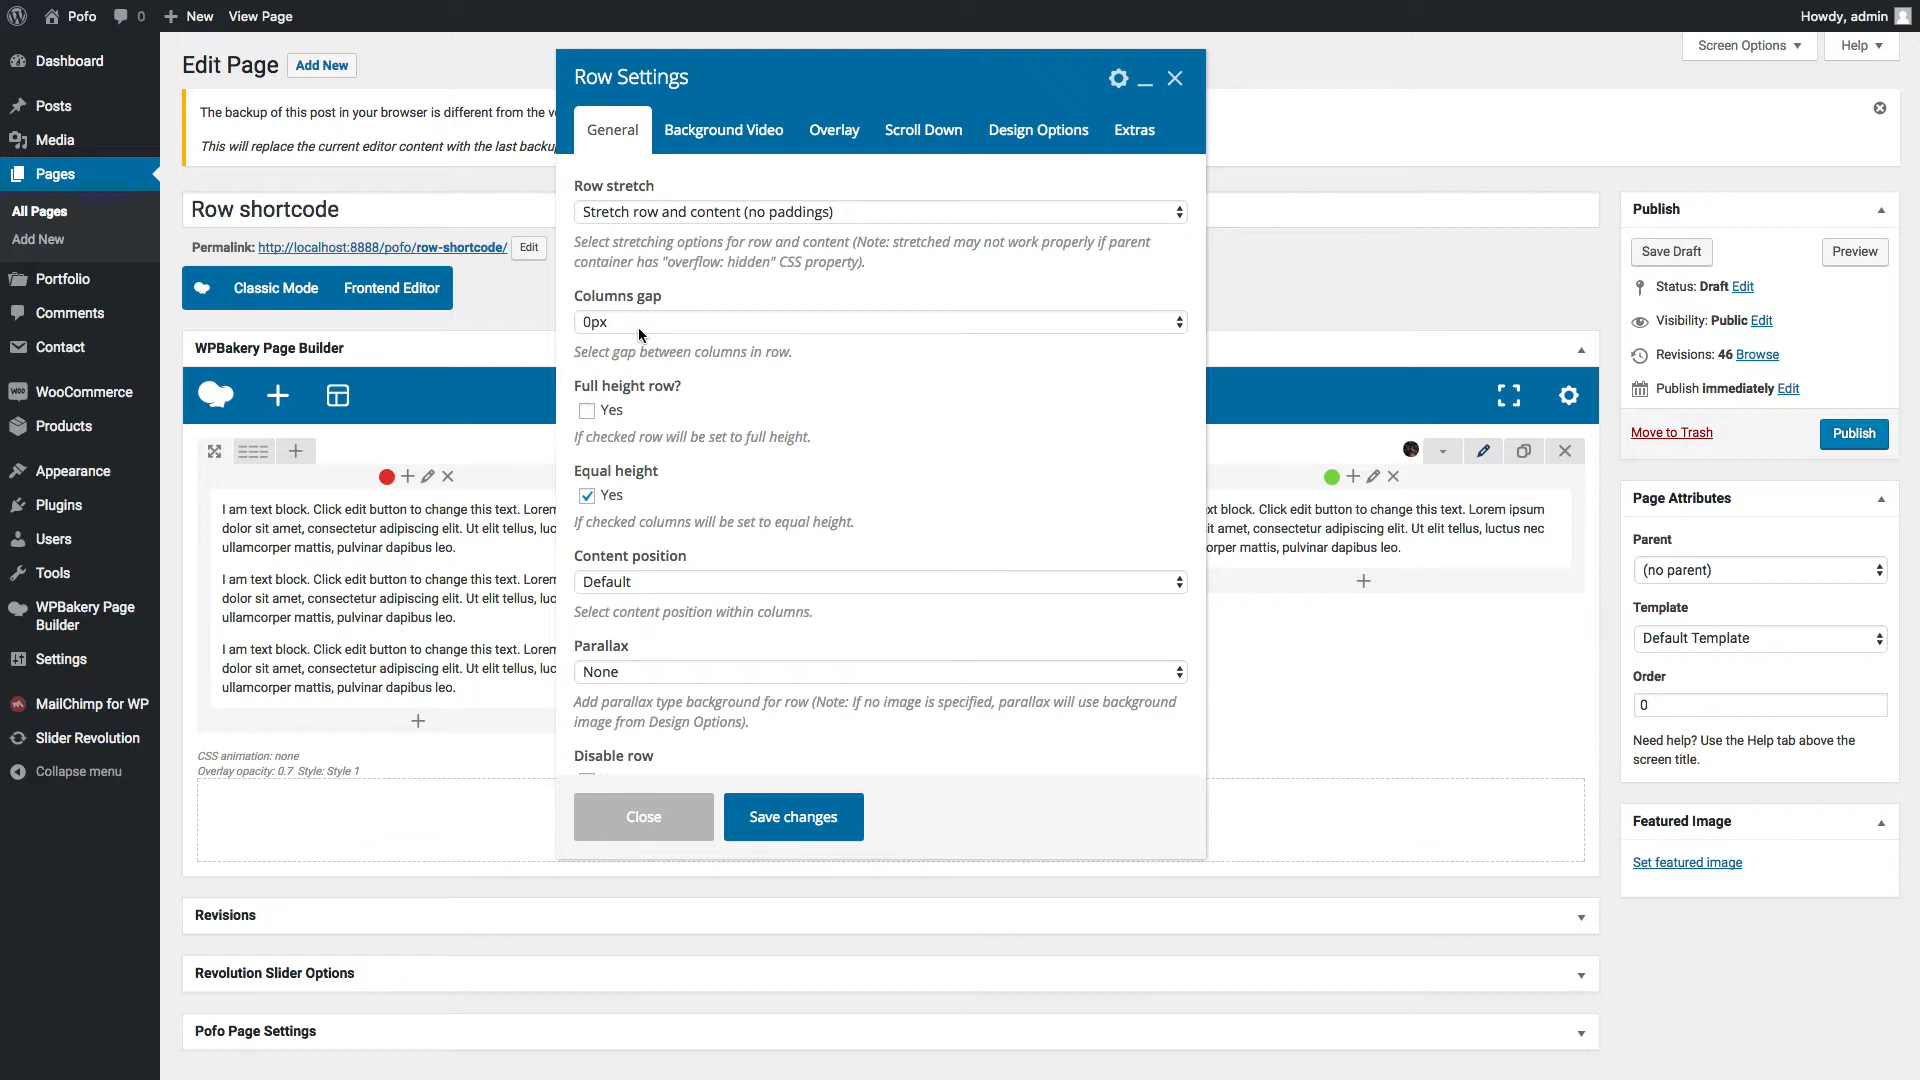 Pofo
0
New
View Page
Howdy, admin
Dashboard
Posts
Media
Pages
All Pages
Add New
Portfolio
Comments
Contact
WooCommerce
Products
Appearance
Plugins
Users
Tools
WPBakery Page
Builder
Settings
MailChimp for WP
Slider Revolution
Collapse menu
Screen Options
Help
Edit Page
Add New
The backup of this post in your browser is different from the
This will replace the current editor content with the last
Row shortcode
Permalink: http://localhost:8888/pofo/row-shortcode/
Edit
Classic Mode
Frontend Editor
WPBakery Page Builder
I am text block. Click edit button to change this text. Lorem
dolor sit amet, consectetur adipiscing elit. Ut elit tellus,
ullamcorper mattis, pulvinar dapibus leo.
I am text block. Click edit button to change this text. Lorem
dolor sit amet, consectetur adipiscing elit. Ut elit tellus,
ullamcorper mattis, pulvinar dapibus leo.
I am text block. Click edit button to change this text. Lorem
dolor sit amet, consectetur adipiscing elit. Ut elit tellus,
ullamcorper mattis, pulvinar dapibus leo.
CSS animation: none
Overlay opacity: 0.7 Style: Style 1
Row Settings
General
Background Video
Overlay
Scroll Down
Design Options
Extras
Row stretch
Stretch row and content (no paddings)
Select stretching options for row and content (Note: stretched may not work properly if parent
container has "overflow: hidden" CSS property).
Columns gap
0px
Select gap between columns in row.
Full height row?
Yes
If checked row will be set to full height.
Equal height
Yes
If checked columns will be set to equal height.
Content position
Default
Select content position within columns.
Parallax
None
Add parallax type background for row (Note: If no image is specified, parallax will use background
image from Design Options).
Disable row
Close
Save changes
block. Click edit button to change this text. Lorem ipsum
amet, consectetur adipiscing elit. Ut elit tellus, luctus nec
mattis, pulvinar dapibus leo.
Revisions
Revolution Slider Options
Pofo Page Settings
Publish
Save Draft
Preview
Status: Draft Edit
Visibility: Public Edit
Revisions: 46 Browse
Publish immediately Edit
Move to Trash
Publish
Page Attributes
Parent
(no parent)
Template
Default Template
Order
0
Need help? Use the Help tab above the
screen title.
Featured Image
Set featured image